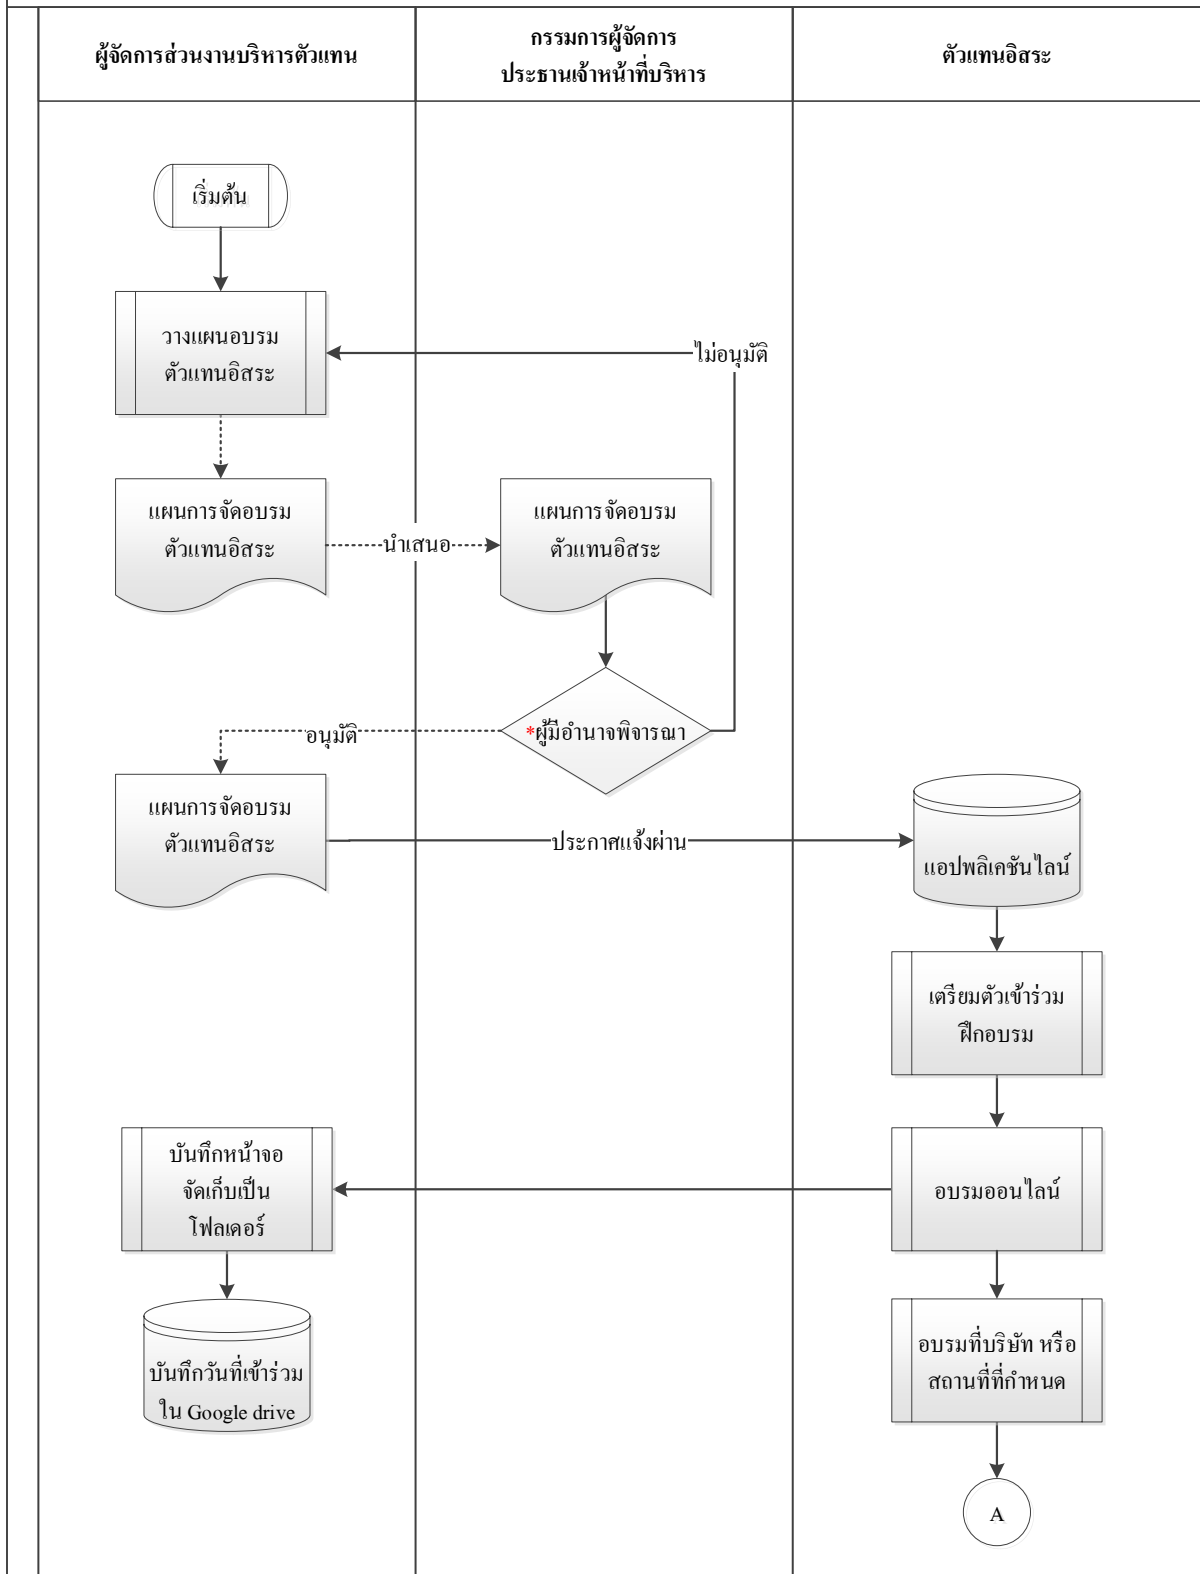 ผู้จัดการส่วนงานบริหารตัวแทน
กรรมการผู้จัดการ
ประธานเจ้าหน้าที่บริหาร
ตัวแทนอิสระ
เริ่มต้น
วางแผนอบรม
ตัวแทนอิสระ
ไม่อนุมัติ
แผนการจัดอบรม
ตัวแทนอิสระ
นำเสนอ
แผนการจัดอบรม
ตัวแทนอิสระ
*ผู้มีอำนาจพิจารณา
อนุมัติ
แผนการจัดอบรม
ตัวแทนอิสระ
ประกาศแจ้งผ่าน
แอปพลิเคชันไลน์
เตรียมตัวเข้าร่วม
ฝึกอบรม
อบรมออนไลน์
บันทึกหน้าจอ
จัดเก็บเป็น
โฟลเดอร์
บันทึกวันที่เข้าร่วม
ใน Google drive
อบรมที่บริษัท หรือ
สถานที่ที่กำหนด
A